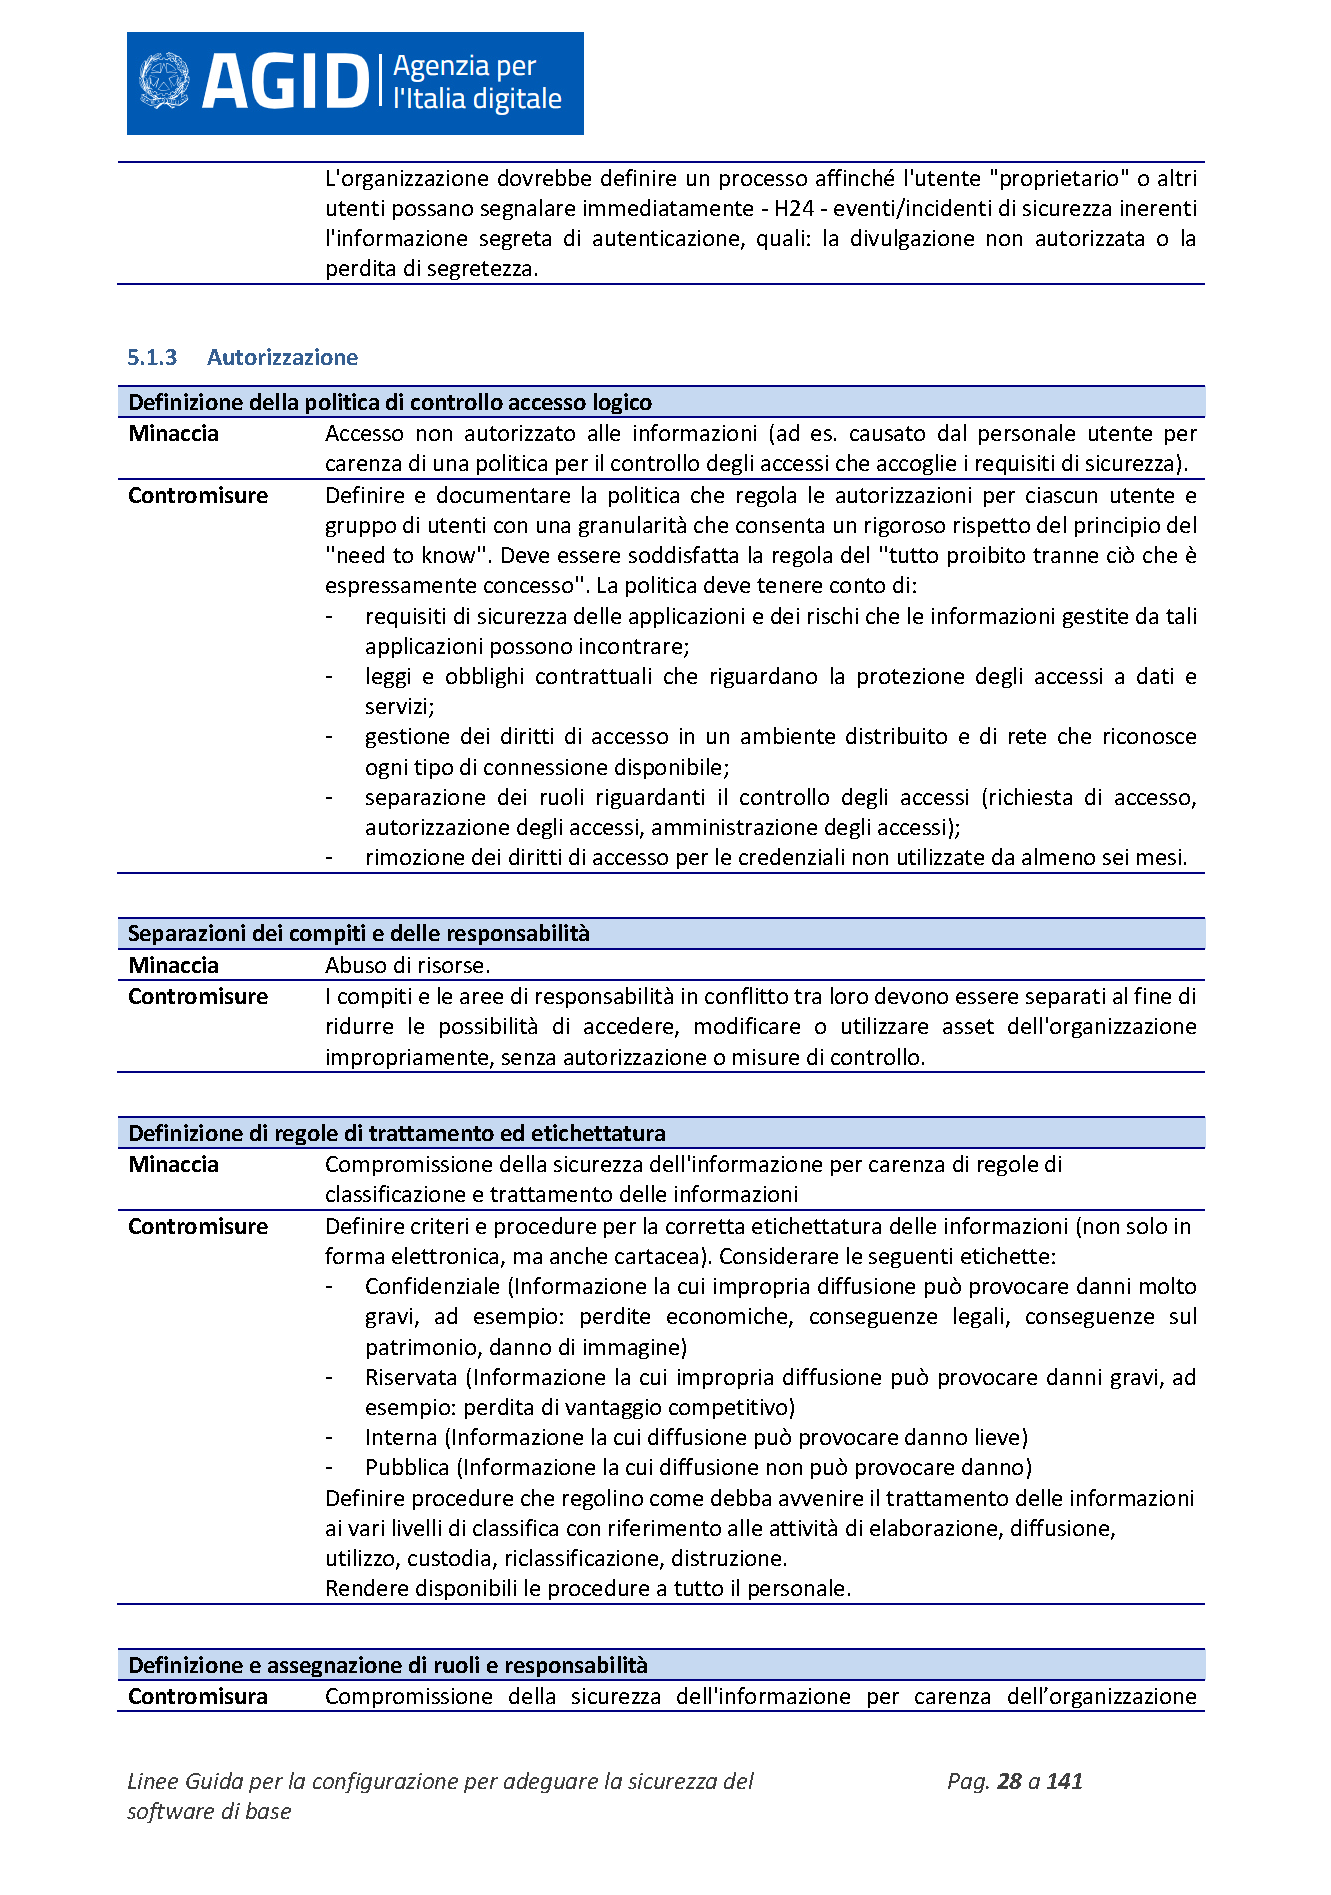 AGID
Agenzia per
l'Italia digitale
L'organizzazione dovrebbe definire un processo affinché l'utente "proprietario" o altri
utenti possano segnalare immediatamente - H24 - eventi/incidenti di sicurezza inerenti
l'informazione segreta di autenticazione, quali: la divulgazione non autorizzata o la
perdita di segretezza.
5.1.3 Autorizzazione
Definizione della politica di controllo accesso logico
Minaccia Accesso non autorizzato alle informazioni (ad es. causato dal personale utente per
carenza di una politica per il controllo degli accessi che accoglie i requisiti di sicurezza).
Contromisure Definire e documentare la politica che regola le autorizzazioni per ciascun utente e
gruppo di utenti con una granularità che consenta un rigoroso rispetto del principio del
"need to know". Deve essere soddisfatta la regola del "tutto proibito tranne ciò che è
espressamente concesso". La politica deve tenere conto di:
- requisiti di sicurezza delle applicazioni e dei rischi che le informazioni gestite da tali
applicazioni possono incontrare;
- leggi e obblighi contrattuali che riguardano la protezione degli accessi a dati e
servizi;
- gestione dei diritti di accesso in un ambiente distribuito e di rete che riconosce
ogni tipo di connessione disponibile;
- separazione dei ruoli riguardanti il controllo degli accessi (richiesta di accesso,
autorizzazione degli accessi, amministrazione degli accessi);
- rimozione dei diritti di accesso per le credenziali non utilizzate da almeno sei mesi.
Separazioni dei compiti e delle responsabilità
Minaccia Abuso di risorse.
Contromisure I compiti e le aree di responsabilità in conflitto tra loro devono essere separati al fine di
ridurre le possibilità di accedere, modificare o utilizzare asset dell'organizzazione
impropriamente, senza autorizzazione o misure di controllo.
Definizione di regole di trattamento ed etichettatura
Minaccia Compromissione della sicurezza dell'informazione per carenza di regole di
classificazione e trattamento delle informazioni
Contromisure Definire criteri e procedure per la corretta etichettatura delle informazioni (non solo in
forma elettronica, ma anche cartacea). Considerare le seguenti etichette:
- Confidenziale (Informazione la cui impropria diffusione può provocare danni molto
gravi, ad esempio: perdite economiche, conseguenze legali, conseguenze sul
patrimonio, danno di immagine)
- Riservata (Informazione la cui impropria diffusione può provocare danni gravi, ad
esempio: perdita di vantaggio competitivo)
- Interna (Informazione la cui diffusione può provocare danno lieve)
- Pubblica (Informazione la cui diffusione non può provocare danno)
Definire procedure che regolino come debba avvenire il trattamento delle informazioni
ai vari livelli di classifica con riferimento alle attività di elaborazione, diffusione,
utilizzo, custodia, riclassificazione, distruzione.
Rendere disponibili le procedure a tutto il personale.
Definizione e assegnazione di ruoli e responsabilità
Contromisura Compromissione della sicurezza dell'informazione per carenza dell’organizzazione
Linee Guida per la configurazione per adeguare la sicurezza del Pag. 28 a 141
software di base